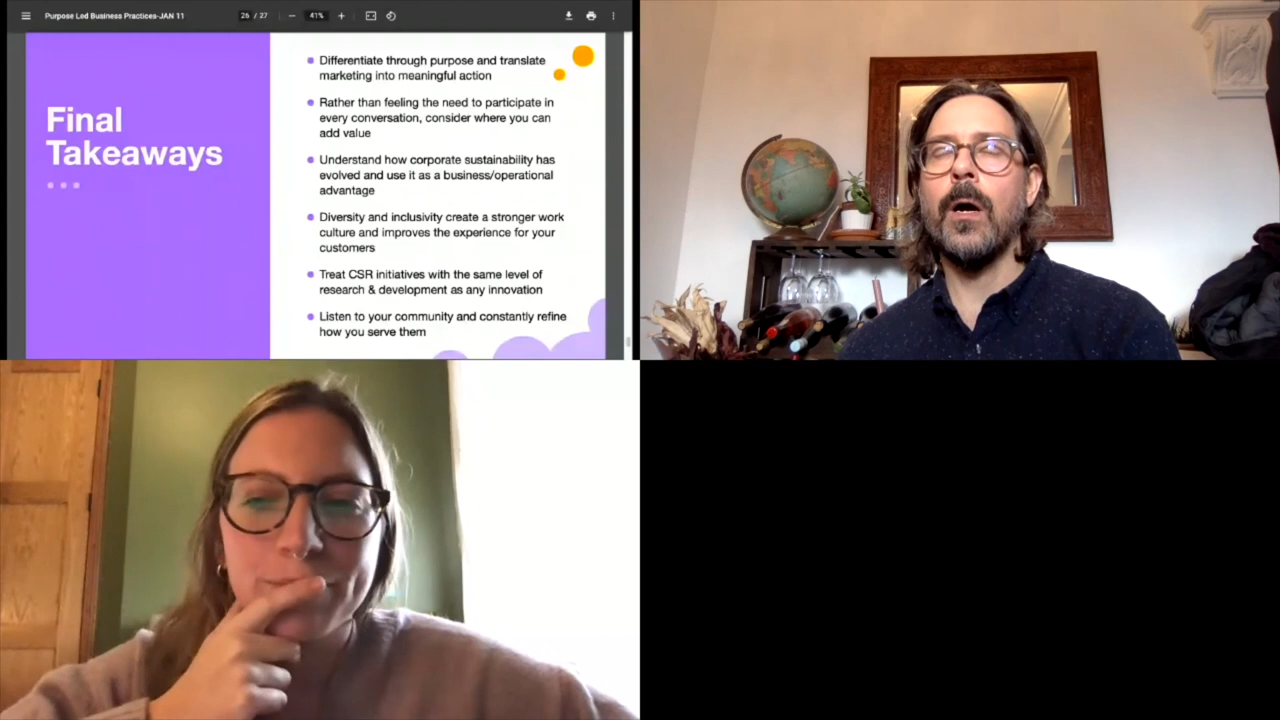 Purpose Led Business Practices-JAN 11
26 / 27
41%
Final
Takeaways
Differentiate through purpose and translate
marketing into meaningful action
Rather than feeling the need to participate in
every conversation, consider where you can
add value
Understand how corporate sustainability has
evolved and use it as a business/operational
advantage
Diversity and inclusivity create a stronger work
culture and improves the experience for your
customers
Treat CSR initiatives with the same level of
research & development as any innovation
Listen to your community and constantly refine
how you serve them